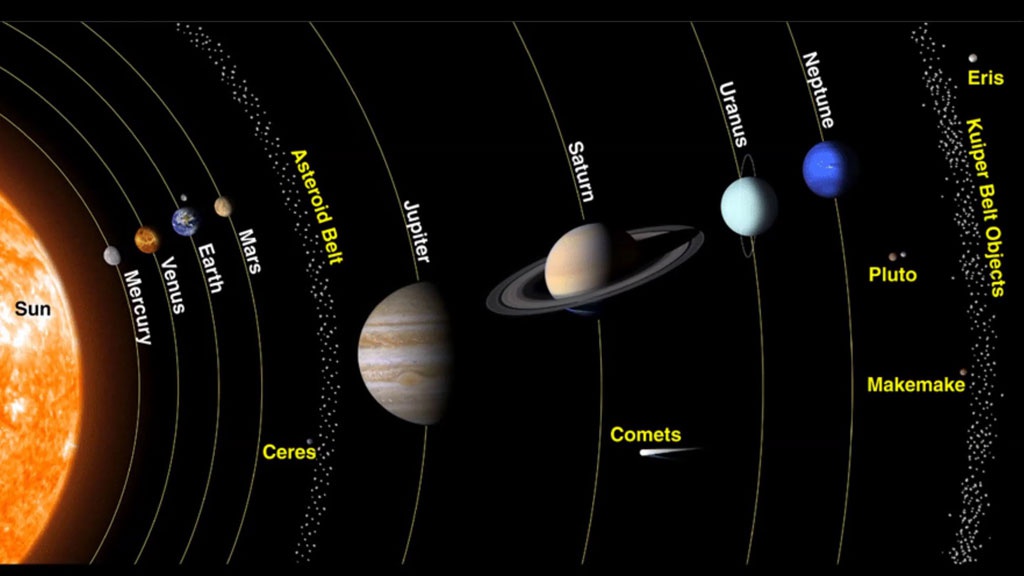 Sun
Mercury
Venus
Earth
Mars
Asteroid Belt
Ceres
Jupiter
Saturn
Comets
Uranus
Neptune
Pluto
Makemake
Eris
Kuiper Belt Objects